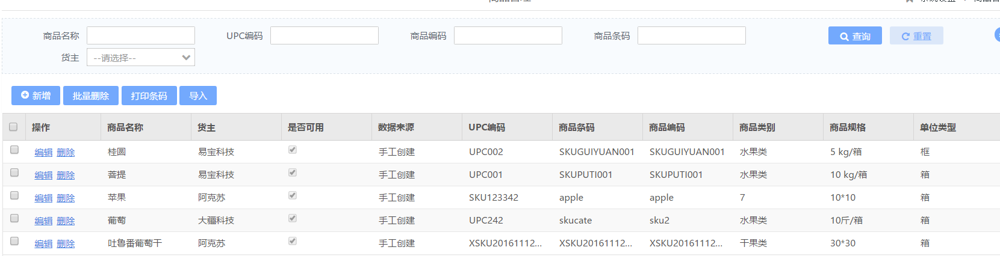 商品名称 UPC编码 商品编码 商品条码 查询 重置
货主 --请选择--
新增 批量删除 打印条码 导入
操作 商品名称 货主 是否可用 数据来源 UPC编码 商品条码 商品编码 商品类别 商品规格 单位类型
编辑 删除 桂圆 易宝科技 手工创建 UPC002 SKUGUIYUAN001 SKUGUIYUAN001 水果类 5 kg/箱 框
编辑 删除 菩提 易宝科技 手工创建 UPC001 SKUPUTI001 SKUPUTI001 水果类 10 kg/箱 箱
编辑 删除 苹果 阿克苏 手工创建 SKU123342 apple apple 7 10*10 箱
编辑 删除 葡萄 大疆科技 手工创建 UPC242 skucate sku2 水果类 10斤/箱 箱
编辑 删除 吐鲁番葡萄干 阿克苏 手工创建 XSKU20161112... XSKU20161112... XSKU20161112... 干果类 30*30 箱